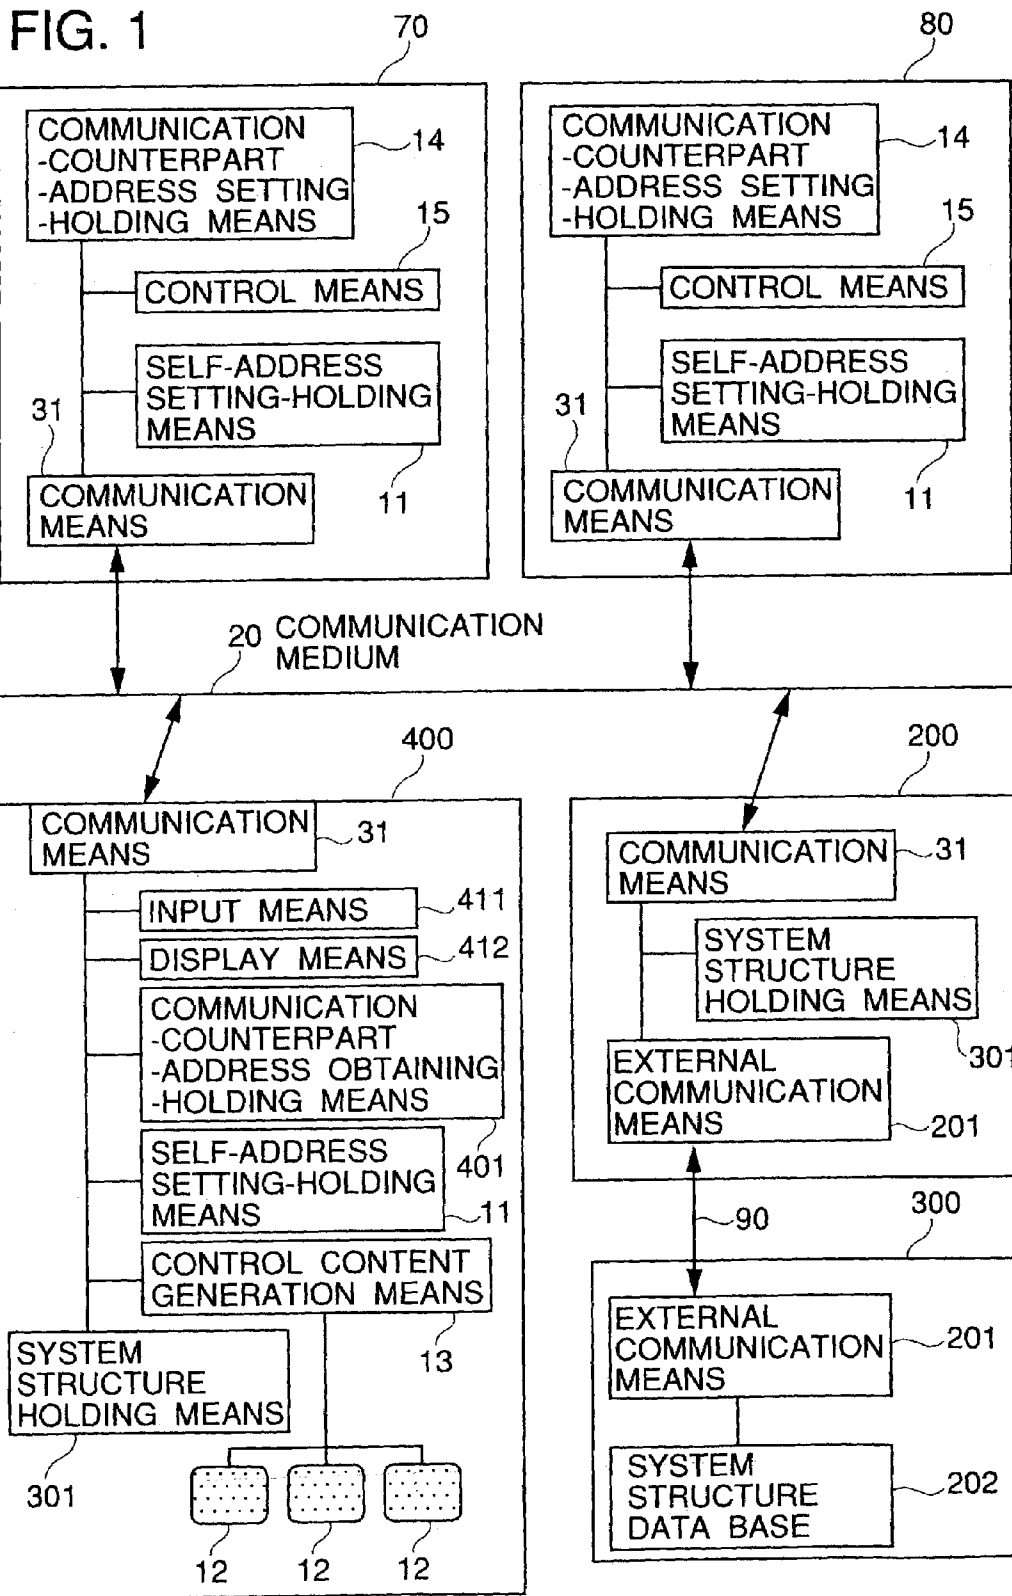 FIG. 1
70
COMMUNICATION
-COUNTERPART
-ADDRESS SETTING
-HOLDING MEANS
14
15
CONTROL MEANS
SELF-ADDRESS
SETTING-HOLDING
MEANS
11
31
COMMUNICATION
MEANS
80
COMMUNICATION
-COUNTERPART
-ADDRESS SETTING
-HOLDING MEANS
14
15
CONTROL MEANS
SELF-ADDRESS
SETTING-HOLDING
MEANS
11
31
COMMUNICATION
MEANS
20 COMMUNICATION
MEDIUM
400
COMMUNICATION
MEANS
31
INPUT MEANS
411
DISPLAY MEANS
412
COMMUNICATION
-COUNTERPART
-ADDRESS OBTAINING
-HOLDING MEANS
401
SELF-ADDRESS
SETTING-HOLDING
MEANS
11
CONTROL CONTENT
GENERATION MEANS
13
SYSTEM
STRUCTURE
HOLDING MEANS
301
12
12
12
200
COMMUNICATION
MEANS
31
SYSTEM
STRUCTURE
HOLDING MEANS
301
EXTERNAL
COMMUNICATION
MEANS
201
90
300
EXTERNAL
COMMUNICATION
MEANS
201
SYSTEM
STRUCTURE
DATA BASE
202